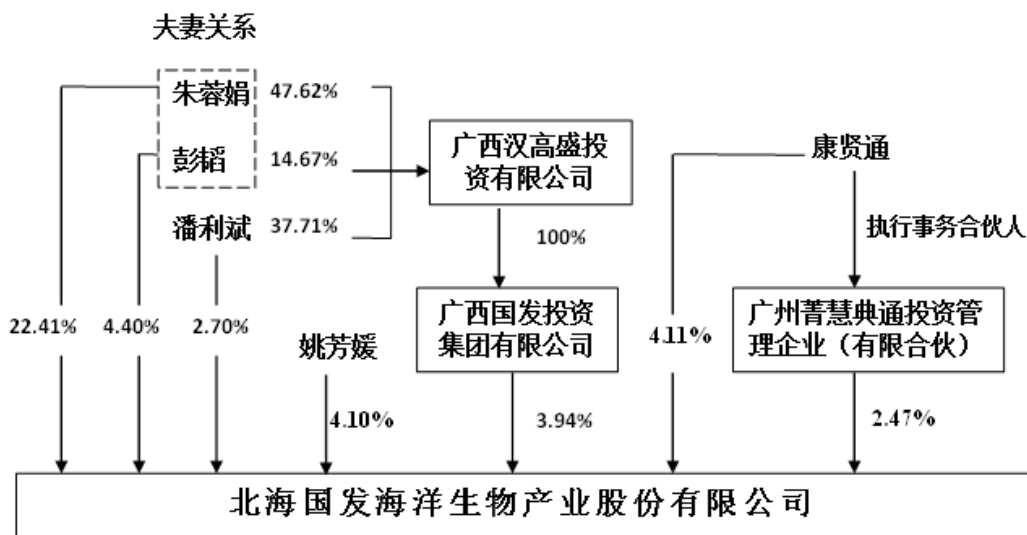 夫妻关系
朱蓉娟 47.62%
彭韬 14.67%
潘利斌 37.71%
广西汉高盛投
资有限公司
康贤通
100%
执行事务合伙人
22.41%
4.40%
2.70%
姚芳媛
4.10%
广西国发投资
集团有限公司
3.94%
4.11%
广州菁慧典通投资管
理企业（有限合伙）
2.47%
北海国发海洋生物产业股份有限公司